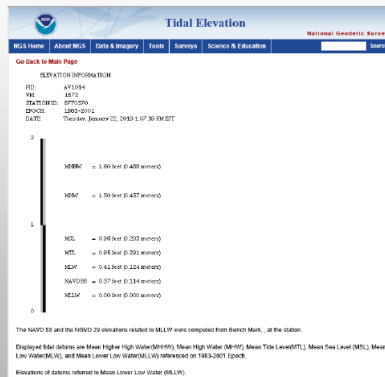 Tidal Elevation
National Geodetic Surve
NGS Home About NGS Data & Imagery Tools Surveys Science & Education Search
Go Back to Main Page
ELEVATION INFORMATION
PID: AV1054
VM: 1572
STATION ID: 8770570
EPOCH: 1983-2001
DATE: Tuesday, January 22, 2013 1:07:39 PM EST
2
MHHW = 1.60 feet (0.488 meters)
MHW = 1.50 feet (0.457 meters)
1
MSL = 0.96 feet (0.293 meters)
MTL = 0.95 feet (0.291 meters)
MLW = 0.41 feet (0.124 meters)
NAVD88 = 0.37 feet (0.114 meters)
MLLW = 0.00 feet (0.000 meters)
0
The NAVD 88 and the NGVD 29 elevations related to MLLW were computed from Bench Mark, , at the station.
Displayed tidal datums are Mean Higher High Water(MHHW), Mean High Water (MHW), Mean Tide Level(MTL), Mean Sea Level (MSL), Mean
Low Water(MLW), and Mean Lower Low Water(MLLW) referenced on 1983-2001 Epoch.
Elevations of datums referred to Mean Lower Low Water (MLLW).